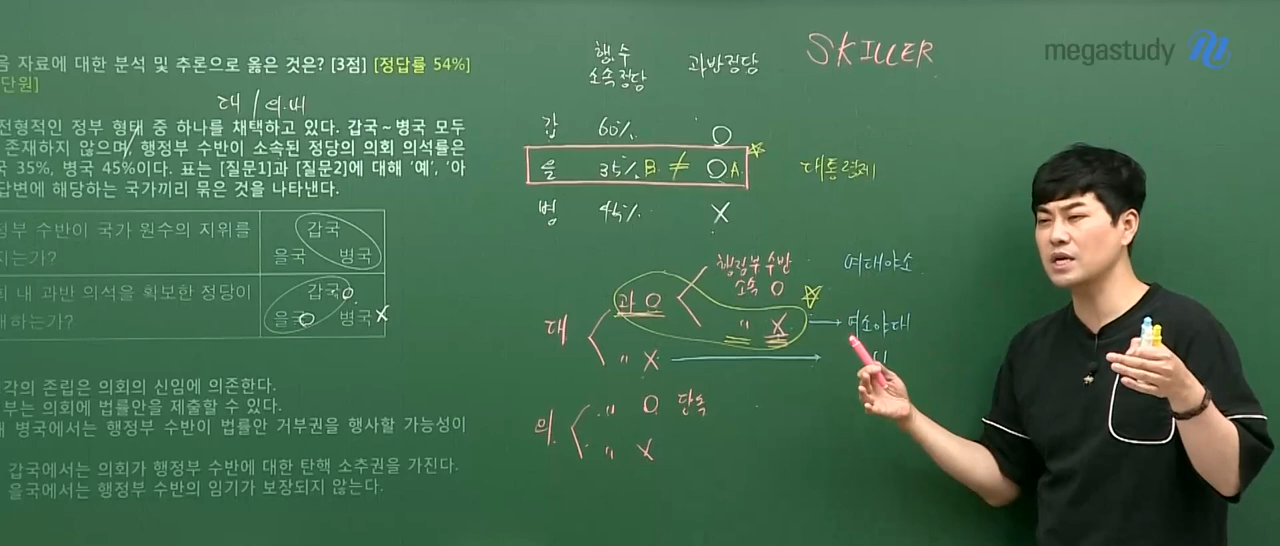 음 자료에 대한 분석 및 추론으로 옳은 것은? [3점] [정답률 54%]
단원]
대 / 의.내
전형적인 정부 형태 중 하나를 채택하고 있다. 갑국~병국 모두
존재하지 않으며, 행정부 수반이 소속된 정당의 의회 의석률은
국 35%, 병국 45%이다. 표는 [질문1]과 [질문2]에 대해 '예', '아
답변에 해당하는 국가끼리 묶은 것을 나타낸다.
정부 수반이 국가 원수의 지위를
지는가?
갑국
을국 병국
회 내 과반 의석을 확보한 정당이
재하는가?
갑국 O
을국 O 병국 X
각의 존립은 의회의 신임에 의존한다.
부는 의회에 법률안을 제출할 수 있다.
해 병국에서는 행정부 수반이 법률안 거부권을 행사할 가능성이
갑국에서는 의회가 행정부 수반에 대한 탄핵 소추권을 가진다.
을국에서는 행정부 수반의 임기가 보장되지 않는다.
행.수
소속정당 과반정당
갑 60% O
을 35% B. ≠ O A.
병 45% X
대통령제
SKILLER
megastudy
행정부 수반
소속 O
여대야소
과 O
대
" X
여소야대
" X
의.
" O 단독
" X